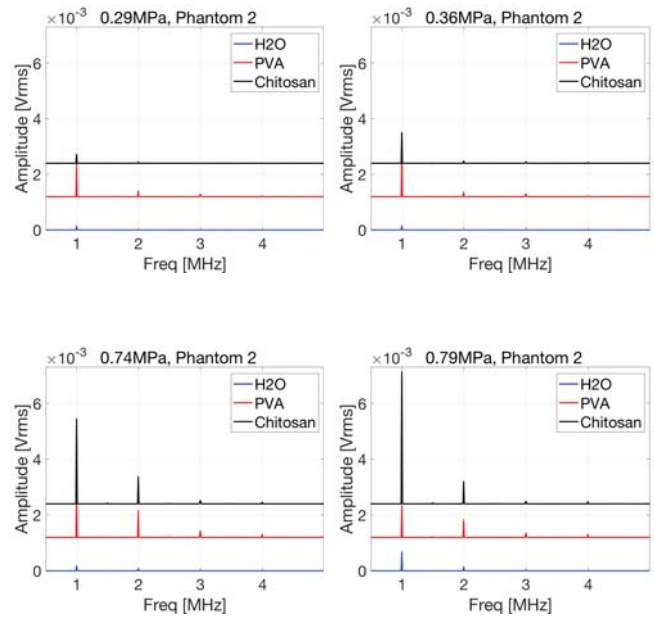 ×10⁻³ 0.29MPa, Phantom 2
H2O
PVA
Chitosan
6
4
2
0
Amplitude [Vrms]
1 2 3 4
Freq [MHz]
×10⁻³ 0.36MPa, Phantom 2
H2O
PVA
Chitosan
6
4
2
0
Amplitude [Vrms]
1 2 3 4
Freq [MHz]
×10⁻³ 0.74MPa, Phantom 2
H2O
PVA
Chitosan
6
4
2
0
Amplitude [Vrms]
1 2 3 4
Freq [MHz]
×10⁻³ 0.79MPa, Phantom 2
H2O
PVA
Chitosan
6
4
2
0
Amplitude [Vrms]
1 2 3 4
Freq [MHz]